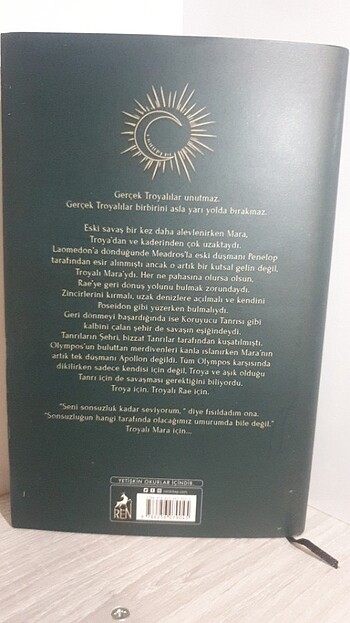 Gerçek Troyalılar unutmaz.
Gerçek Troyalılar birbirini asla yarı yolda bırakmaz.
Eski savaş bir kez daha alevlenirken Mara,
Troya'dan ve kaderinden çok uzaktaydı.
Laomedon'a döndüğünde Meadros'la eski düşmanı Penelop
tarafından esir alınmıştı ancak o artık bir kutsal gelin değil,
Troyalı Mara'ydı. Her ne pahasına olursa olsun,
Rae'ye geri dönüş yolunu bulmak zorundaydı.
Zincirlerini kırmalı, uzak denizlere açılmalı ve kendini
Poseidon gibi yüzerken bulmalıydı.
Geri dönmeyi başardığında ise Koruyucu Tanrısı gibi
kalbini çalan şehir de savaşın eşiğindeydi.
Tanrıların Şehri, bizzat Tanrılar tarafından kuşatılmıştı.
Olympos'un buluttan merdivenleri kanla ıslanırken Mara'nın
artık tek düşmanı Apollon değildi. Tüm Olympos karşısında
dikilirken sadece kendisi için değil, Troya ve aşık olduğu
Tanrı için de savaşması gerektiğini biliyordu.
Troya için. Troyalı Rae için.
"Seni sonsuzluk kadar seviyorum, " diye fısıldadım ona.
"Sonsuzluğun hangi tarafında olacağımız umurumda bile değil."
Troyalı Mara için...
YETİŞKİN OKURLAR İÇİNDİR
REN